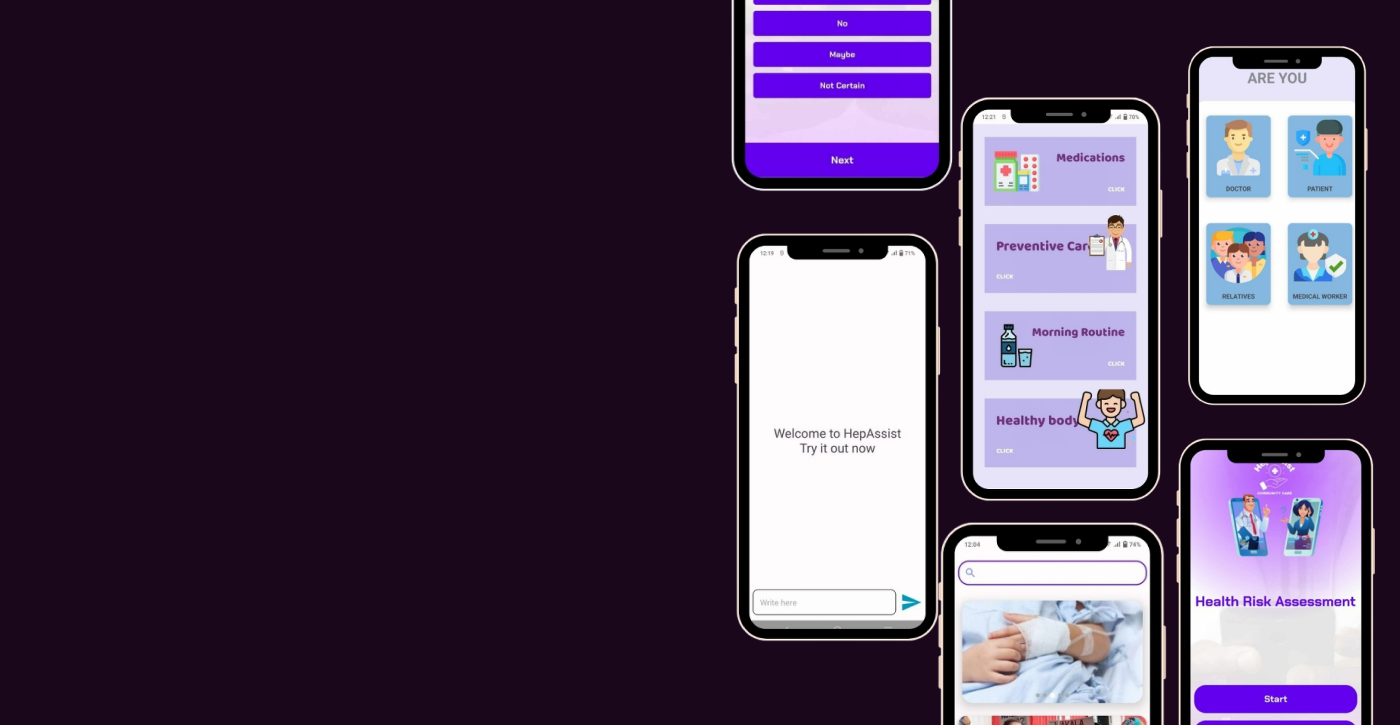 No
Maybe
Not Certain
Next
12:19
71%
Welcome to HepAssist
Try it out now
Write here
12:21
70%
Medications
CLICK
Preventive Car
CLICK
Morning Routine
CLICK
Healthy body
CLICK
12:04
74%
ARE YOU
DOCTOR
PATIENT
RELATIVES
MEDICAL WORKER
COMMUNITY CARE
Health Risk Assessment
Start